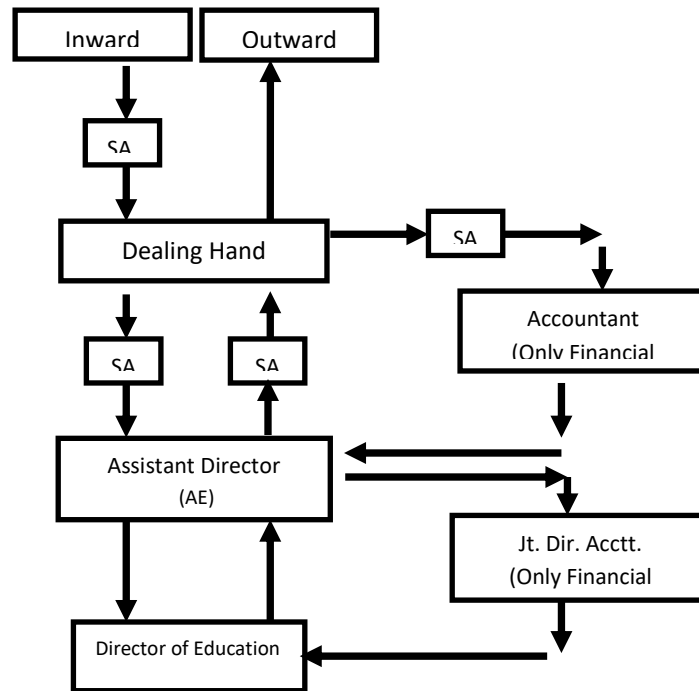 Inward
Outward
SA
Dealing Hand
SA
Accountant
(Only Financial
SA
SA
Assistant Director
(AE)
Jt. Dir. Acctt.
(Only Financial
Director of Education